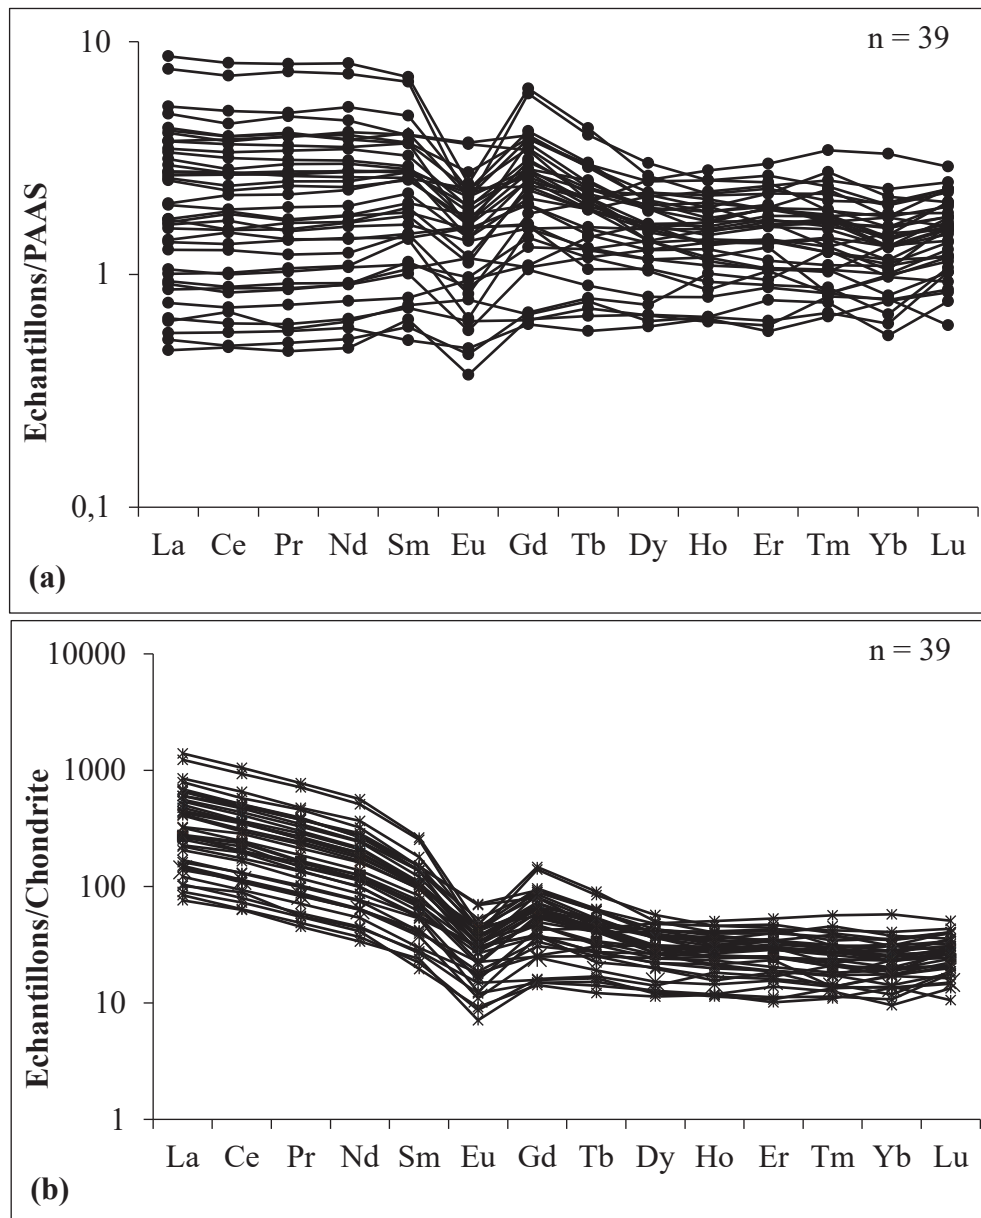 10
n = 39
Echantillons/PAAS
1
0,1
La Ce Pr Nd Sm Eu Gd Tb Dy Ho Er Tm Yb Lu
(a)
10000
n = 39
1000
Echantillons/Chondrite
100
10
1
La Ce Pr Nd Sm Eu Gd Tb Dy Ho Er Tm Yb Lu
(b)